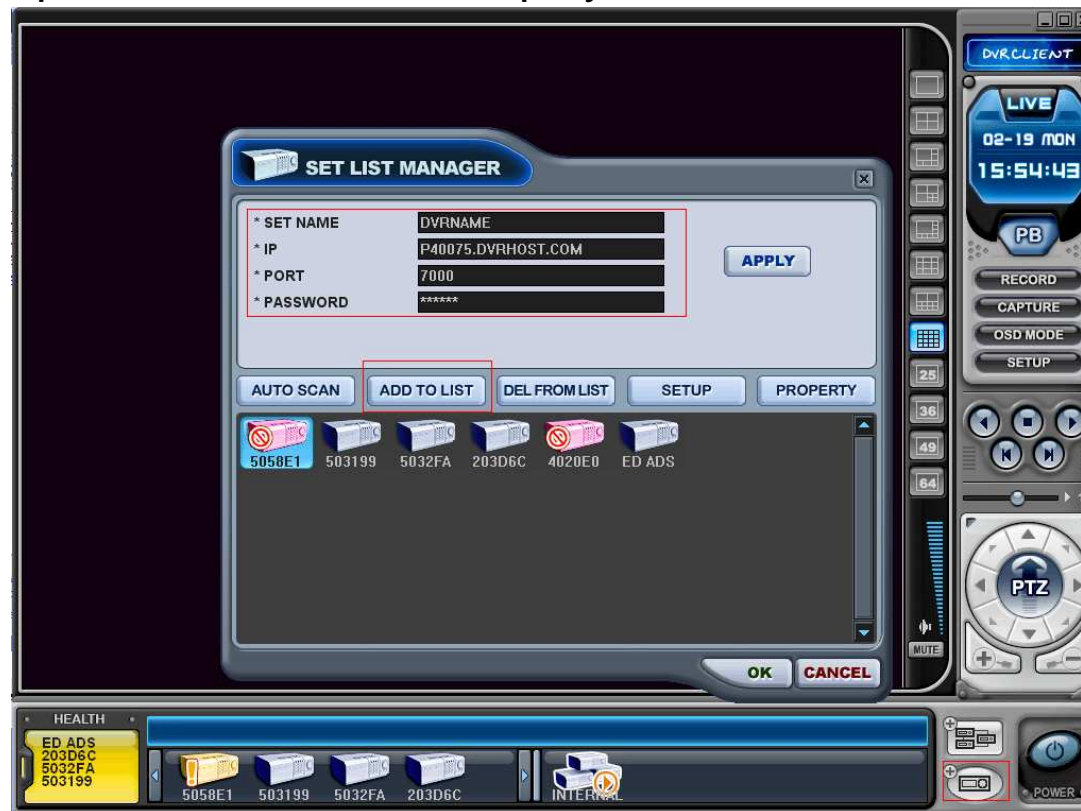 DVRCLIENT
LIVE
02-19 MON
15:54:43
PB
RECORD
CAPTURE
OSD MODE
SETUP
SET LIST MANAGER
* SET NAME DVRNAME
* IP P40075.DVRHOST.COM
* PORT 7000
* PASSWORD ******
APPLY
AUTO SCAN ADD TO LIST DEL FROM LIST SETUP PROPERTY
5058E1 503199 5032FA 203D6C 4020E0 ED ADS
OK CANCEL
25
36
49
64
MUTE
PTZ
HEALTH
ED ADS
203D6C
5032FA
503199
5058E1 503199 5032FA 203D6C INTERNAL
POWER